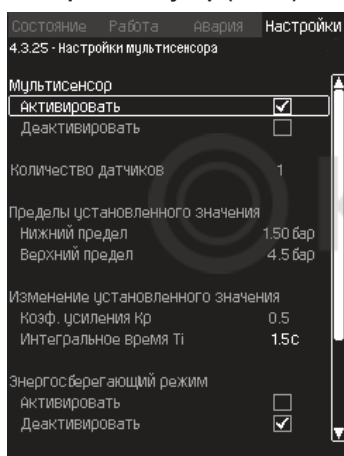 Состояние Работа Авария Настройки
4.3.25 - Настройки мультисенсора
Мультисенсор
Активировать
Деактивировать
Количество датчиков 1
Пределы установленного значения
Нижний предел 1.50 бар
Верхний предел 4.5 бар
Изменение установленного значения
Коэф. усиления Kp 0.5
Интегральное время Ti 1.5с
Энергосберегающий режим
Активировать
Деактивировать